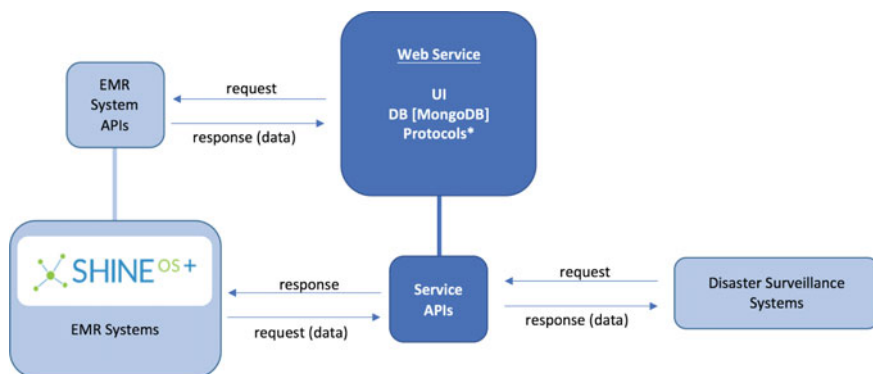 Web Service
UI
DB [MongoDB]
Protocols*
EMR
System
APIs
request
response (data)
SHINE OS+
EMR Systems
response
request (data)
Service
APIs
request
response (data)
Disaster Surveillance
Systems